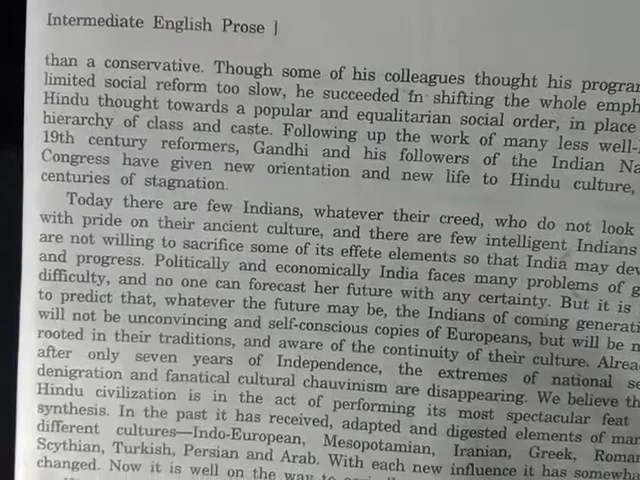 Intermediate English Prose |
than a conservative. Though some of his colleagues thought his
limited social reform too slow, he succeeded in shifting the whole
Hindu thought towards a popular and equalitarian social order, in place
hierarchy of class and caste. Following up the work of many less
19th century reformers, Gandhi and his followers of the Indian
Congress have given new orientation and new life to Hindu culture,
centuries of stagnation.
Today there are few Indians, whatever their creed, who do not look
with pride on their ancient culture, and there are few intelligent Indians
are not willing to sacrifice some of its effete elements so that India may
and progress. Politically and economically India faces many problems of
difficulty, and no one can forecast her future with any certainty. But it is
to predict that, whatever the future may be, the Indians of coming
will not be unconvincing and self-conscious copies of Europeans, but will be
rooted in their traditions, and aware of the continuity of their culture.
after only seven years of Independence, the extremes of national
denigration and fanatical cultural chauvinism are disappearing. We believe
Hindu civilization is in the act of performing its most spectacular feat
synthesis. In the past it has received, adapted and digested elements of
different cultures—Indo-European, Mesopotamian, Iranian, Greek,
Scythian, Turkish, Persian and Arab. With each new influence it has
changed. Now it is well on the way to